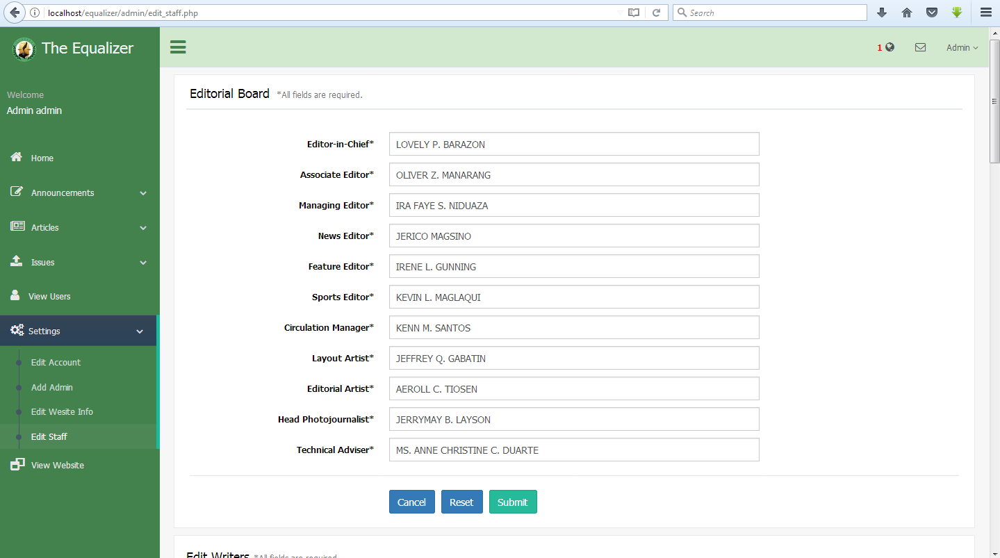 localhost/equalizer/admin/edit_staff.php
Search
The Equalizer
1
Admin
Welcome
Admin admin
Home
Announcements
Articles
Issues
View Users
Settings
Edit Account
Add Admin
Edit Wesite Info
Edit Staff
View Website
Editorial Board *All fields are required.
Editor-in-Chief* LOVELY P. BARAZON
Associate Editor* OLIVER Z. MANARANG
Managing Editor* IRA FAYE S. NIDUAZA
News Editor* JERICO MAGSINO
Feature Editor* IRENE L. GUNNING
Sports Editor* KEVIN L. MAGLAQUI
Circulation Manager* KENN M. SANTOS
Layout Artist* JEFFREY Q. GABATIN
Editorial Artist* AEROLL C. TIOSEN
Head Photojournalist* JERRYMAY B. LAYSON
Technical Adviser* MS. ANNE CHRISTINE C. DUARTE
Cancel Reset Submit
Edit Writers *All fields are required.